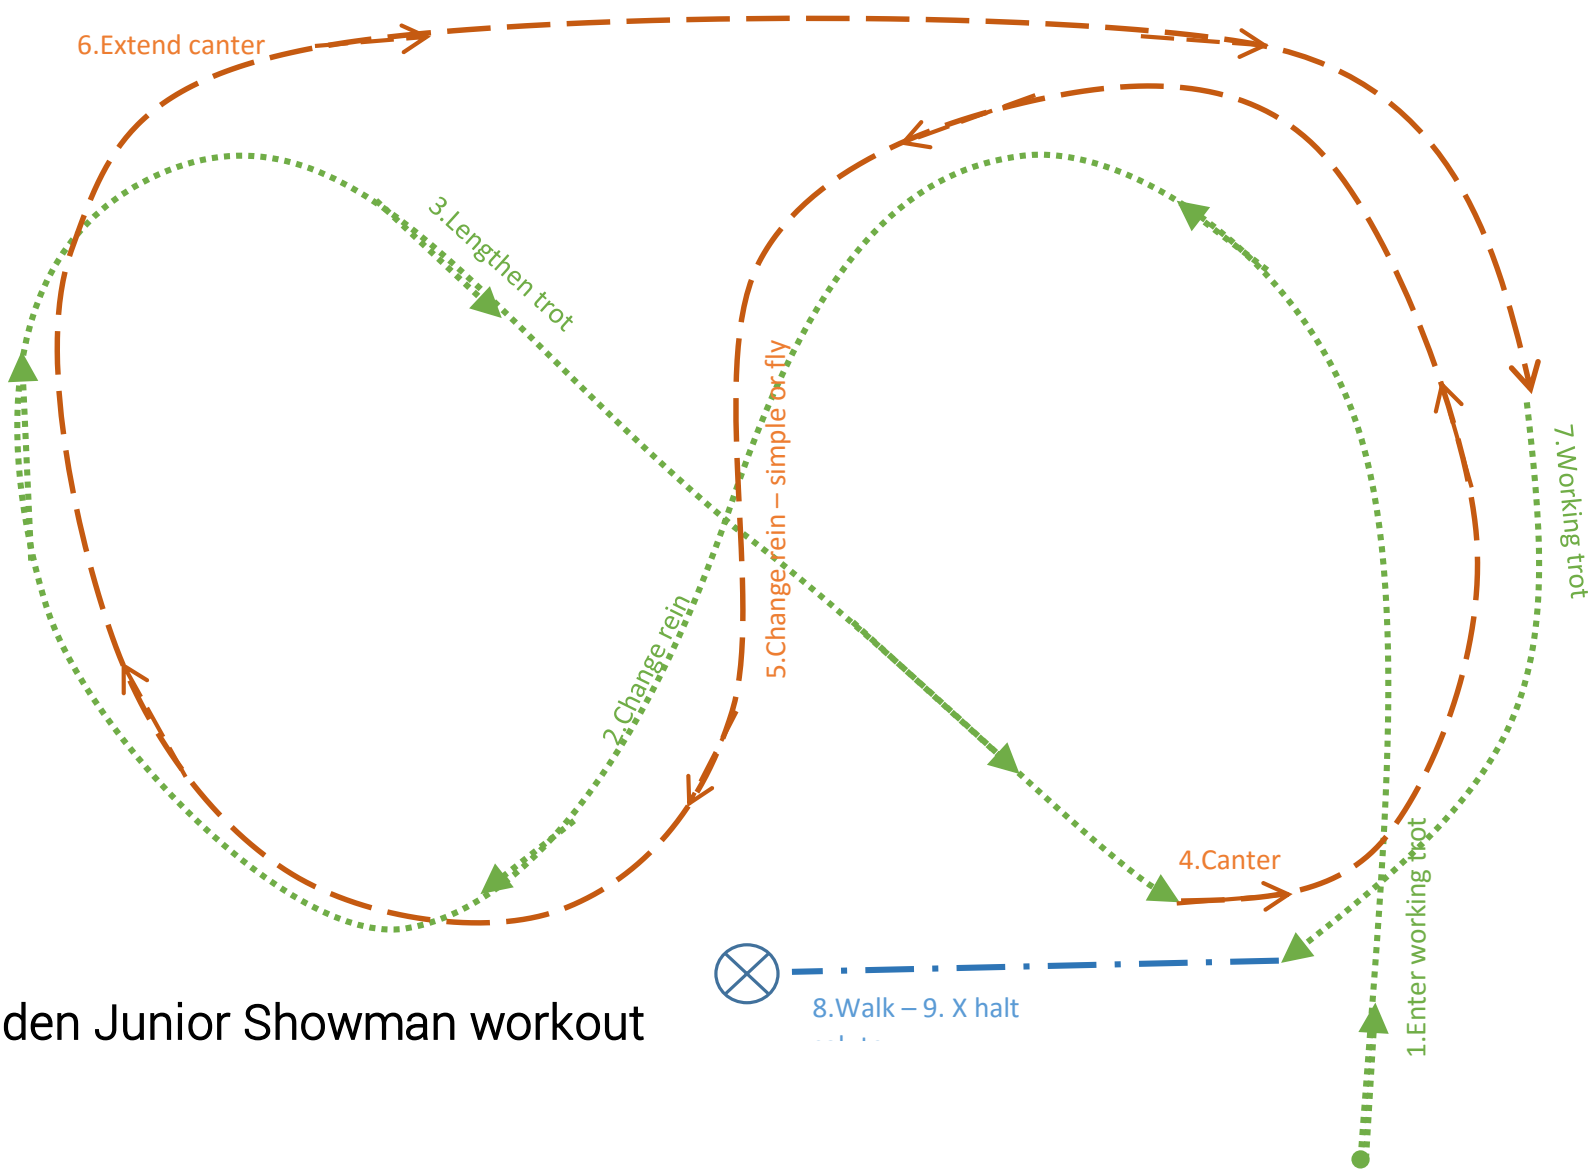 6.Extend canter
3.Lengthen trot
5.Change rein – simple or fly
7.Working trot
2.Change rein
4.Canter
1.Enter working trot
8.Walk – 9. X halt
den Junior Showman workout